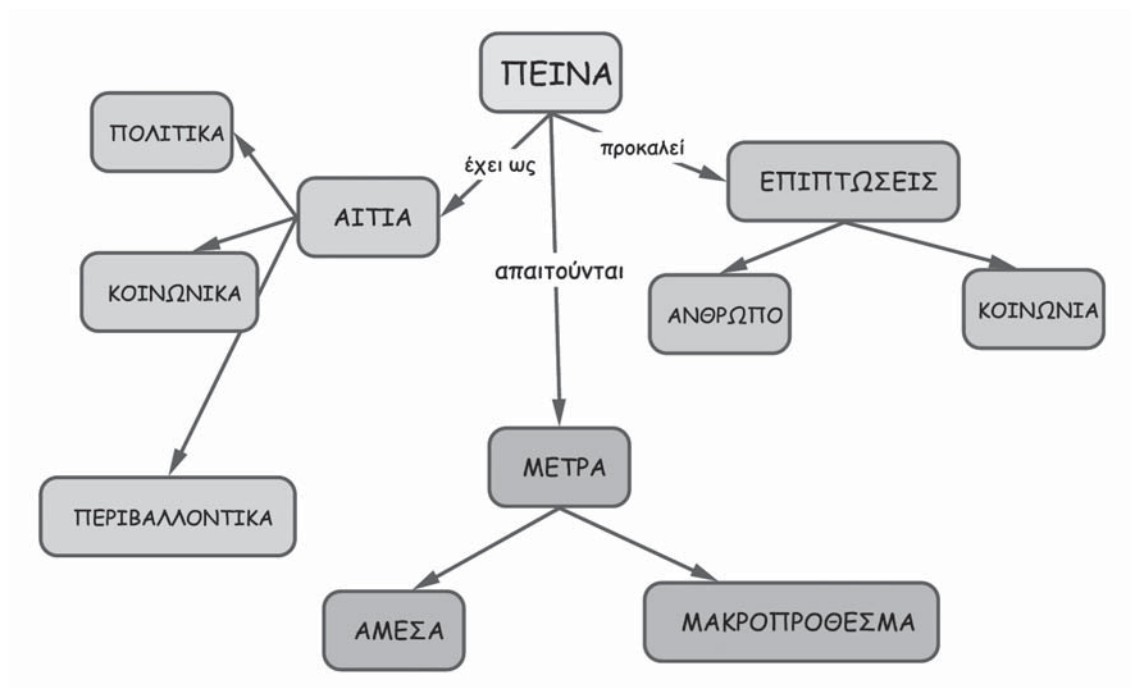 ΠΕΙΝΑ
ΠΟΛΙΤΙΚΑ
προκαλεί
έχει ως
ΕΠΙΠΤΩΣΕΙΣ
ΑΙΤΙΑ
απαιτούνται
ΚΟΙΝΩΝΙΚΑ
ΑΝΘΡΩΠΟ
ΚΟΙΝΩΝΙΑ
ΜΕΤΡΑ
ΠΕΡΙΒΑΛΛΟΝΤΙΚΑ
ΑΜΕΣΑ
ΜΑΚΡΟΠΡΟΘΕΣΜΑ